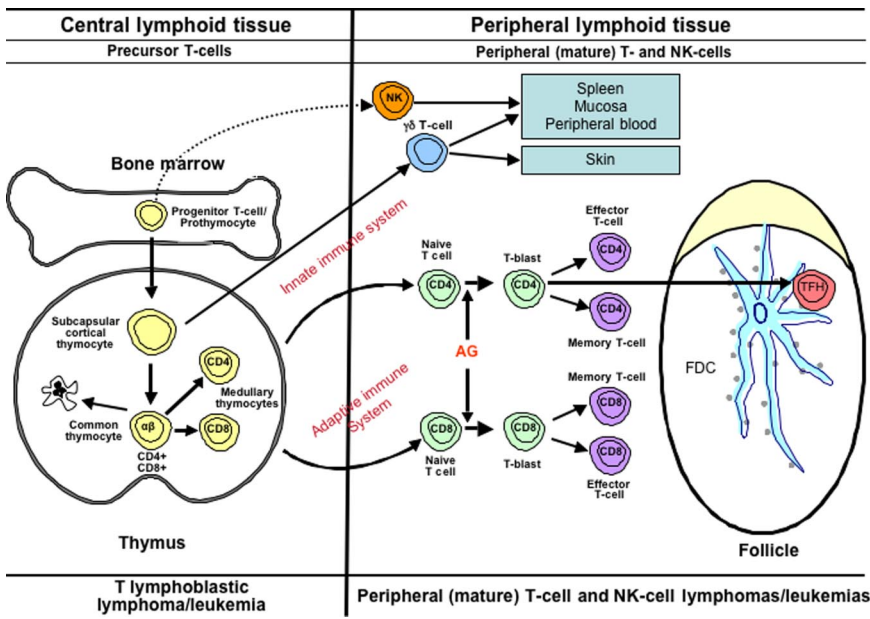 Central lymphoid tissue
Peripheral lymphoid tissue
Precursor T-cells
Peripheral (mature) T- and NK-cells
NK
γδ T-cell
Spleen
Mucosa
Peripheral blood
Skin
Bone marrow
Progenitor T-cell/
Prothymocyte
Innate immune system
Subcapsular
cortical
thymocyte
CD4
Medullary
thymocytes
CD8
Common
thymocyte
αβ
CD4+
CD8+
Thymus
Adaptive immune
System
Naive
T cell
CD4
T-blast
CD4
Effector
T-cell
CD4
CD4
Memory T-cell
AG
Memory T-cell
CD8
CD8
Naive
T cell
CD8
T-blast
CD8
Effector
T-cell
TFH
FDC
Follicle
T lymphoblastic
lymphoma/leukemia
Peripheral (mature) T-cell and NK-cell lymphomas/leukemias